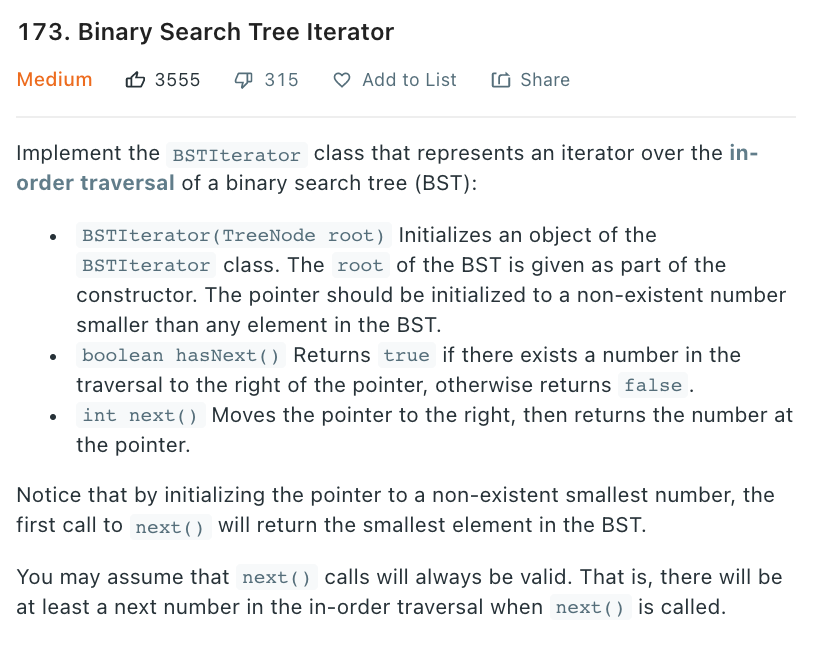 173. Binary Search Tree Iterator
Medium 3555 315 Add to List Share
Implement the BSTIterator class that represents an iterator over the in-
order traversal of a binary search tree (BST):
• BSTIterator(TreeNode root) Initializes an object of the
BSTIterator class. The root of the BST is given as part of the
constructor. The pointer should be initialized to a non-existent number
smaller than any element in the BST.
• boolean hasNext() Returns true if there exists a number in the
traversal to the right of the pointer, otherwise returns false.
• int next() Moves the pointer to the right, then returns the number at
the pointer.
Notice that by initializing the pointer to a non-existent smallest number, the
first call to next() will return the smallest element in the BST.
You may assume that next() calls will always be valid. That is, there will be
at least a next number in the in-order traversal when next() is called.